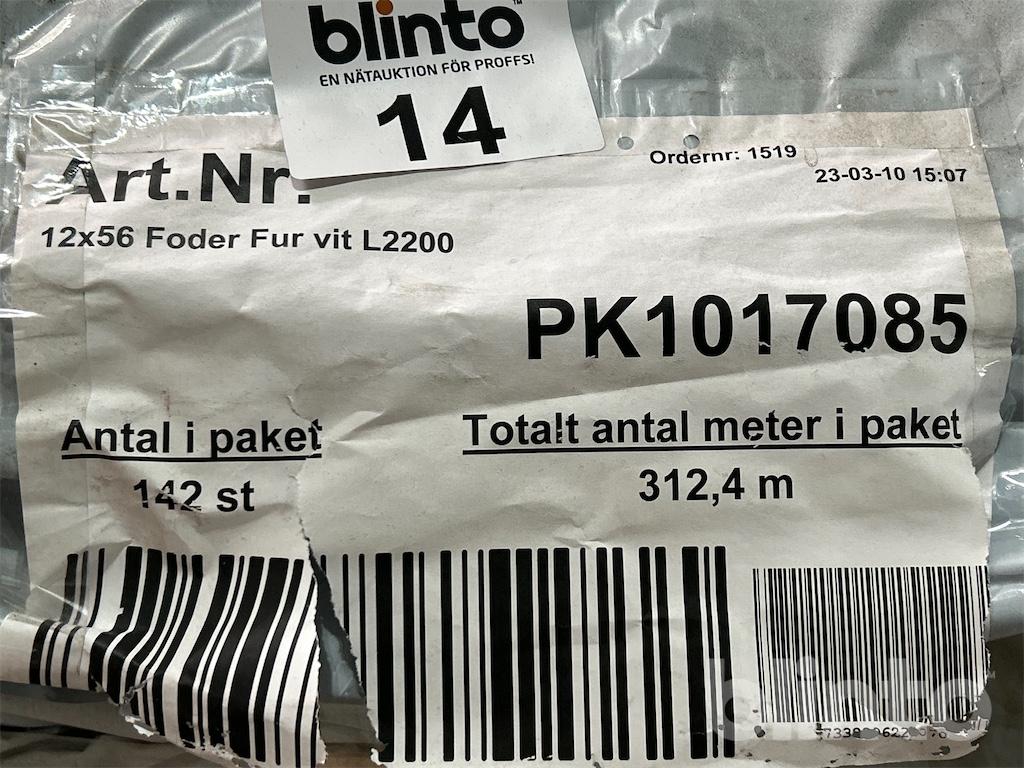 blinto™
EN NÄTAUKTION FÖR PROFFS!
14
Art.Nr:
Ordernr: 1519
23-03-10 15:07
12x56 Foder Fur vit L2200
PK1017085
Antal i paket
142 st
Totalt antal meter i paket
312,4 m
blinto